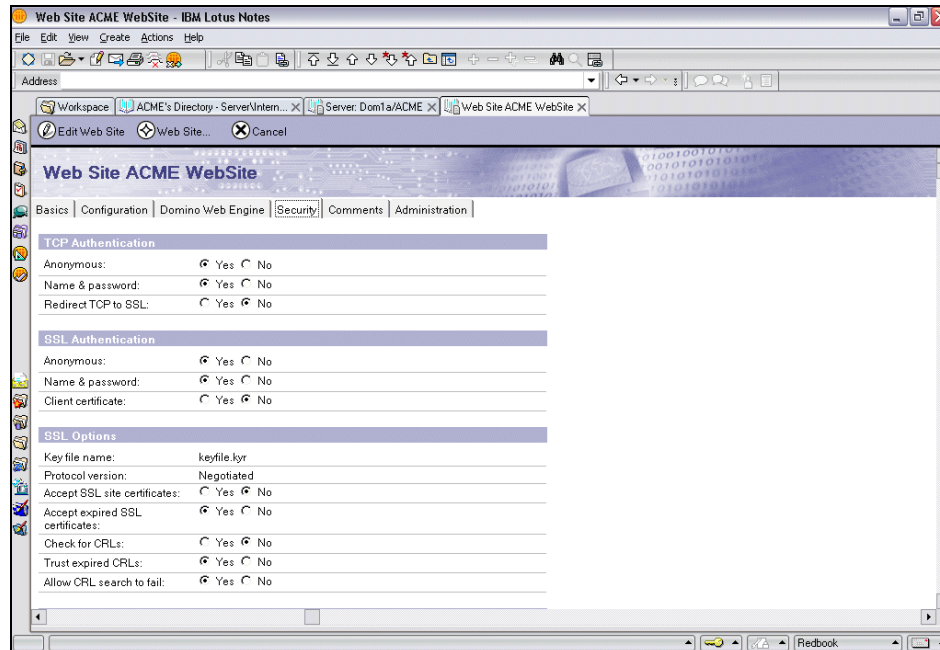 Web Site ACME WebSite - IBM Lotus Notes
File Edit View Create Actions Help
Address
Workspace ACME's Directory - Server\Intern... Server: Dom1a/ACME Web Site ACME WebSite
Edit Web Site Web Site... Cancel
Web Site ACME WebSite
Basics Configuration Domino Web Engine Security Comments Administration
TCP Authentication
Anonymous: Yes No
Name & password: Yes No
Redirect TCP to SSL: Yes No
SSL Authentication
Anonymous: Yes No
Name & password: Yes No
Client certificate: Yes No
SSL Options
Key file name: keyfile.kyr
Protocol version: Negotiated
Accept SSL site certificates: Yes No
Accept expired SSL certificates: Yes No
Check for CRLs: Yes No
Trust expired CRLs: Yes No
Allow CRL search to fail: Yes No
Redbook